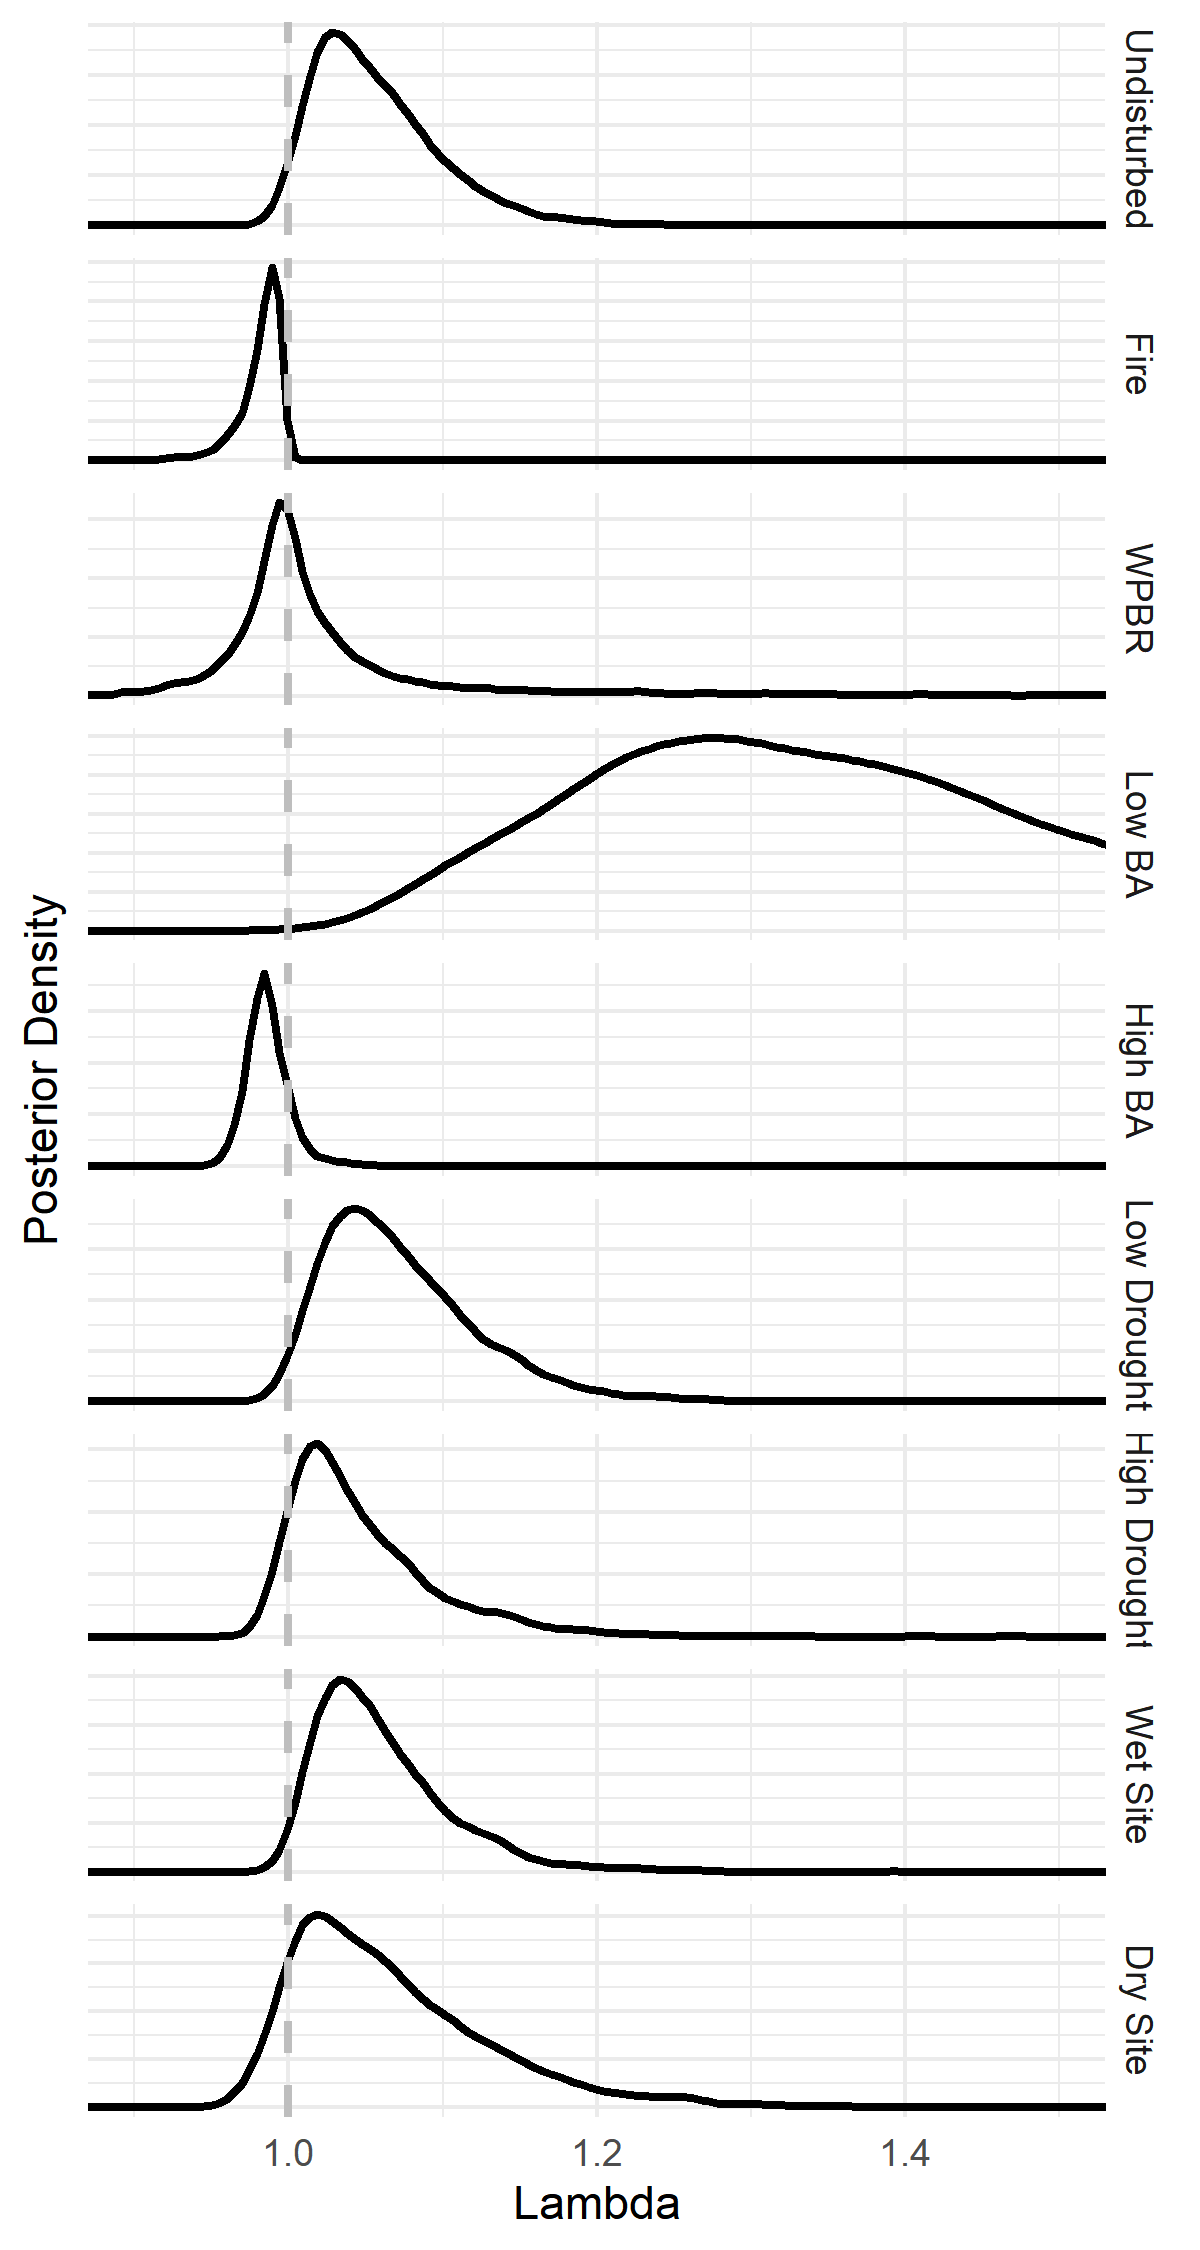 Undisturbed
Fire
WPBR
Low BA
High BA
Low Drought
High Drought
Wet Site
Dry Site
Posterior Density
1.0 1.2 1.4
Lambda